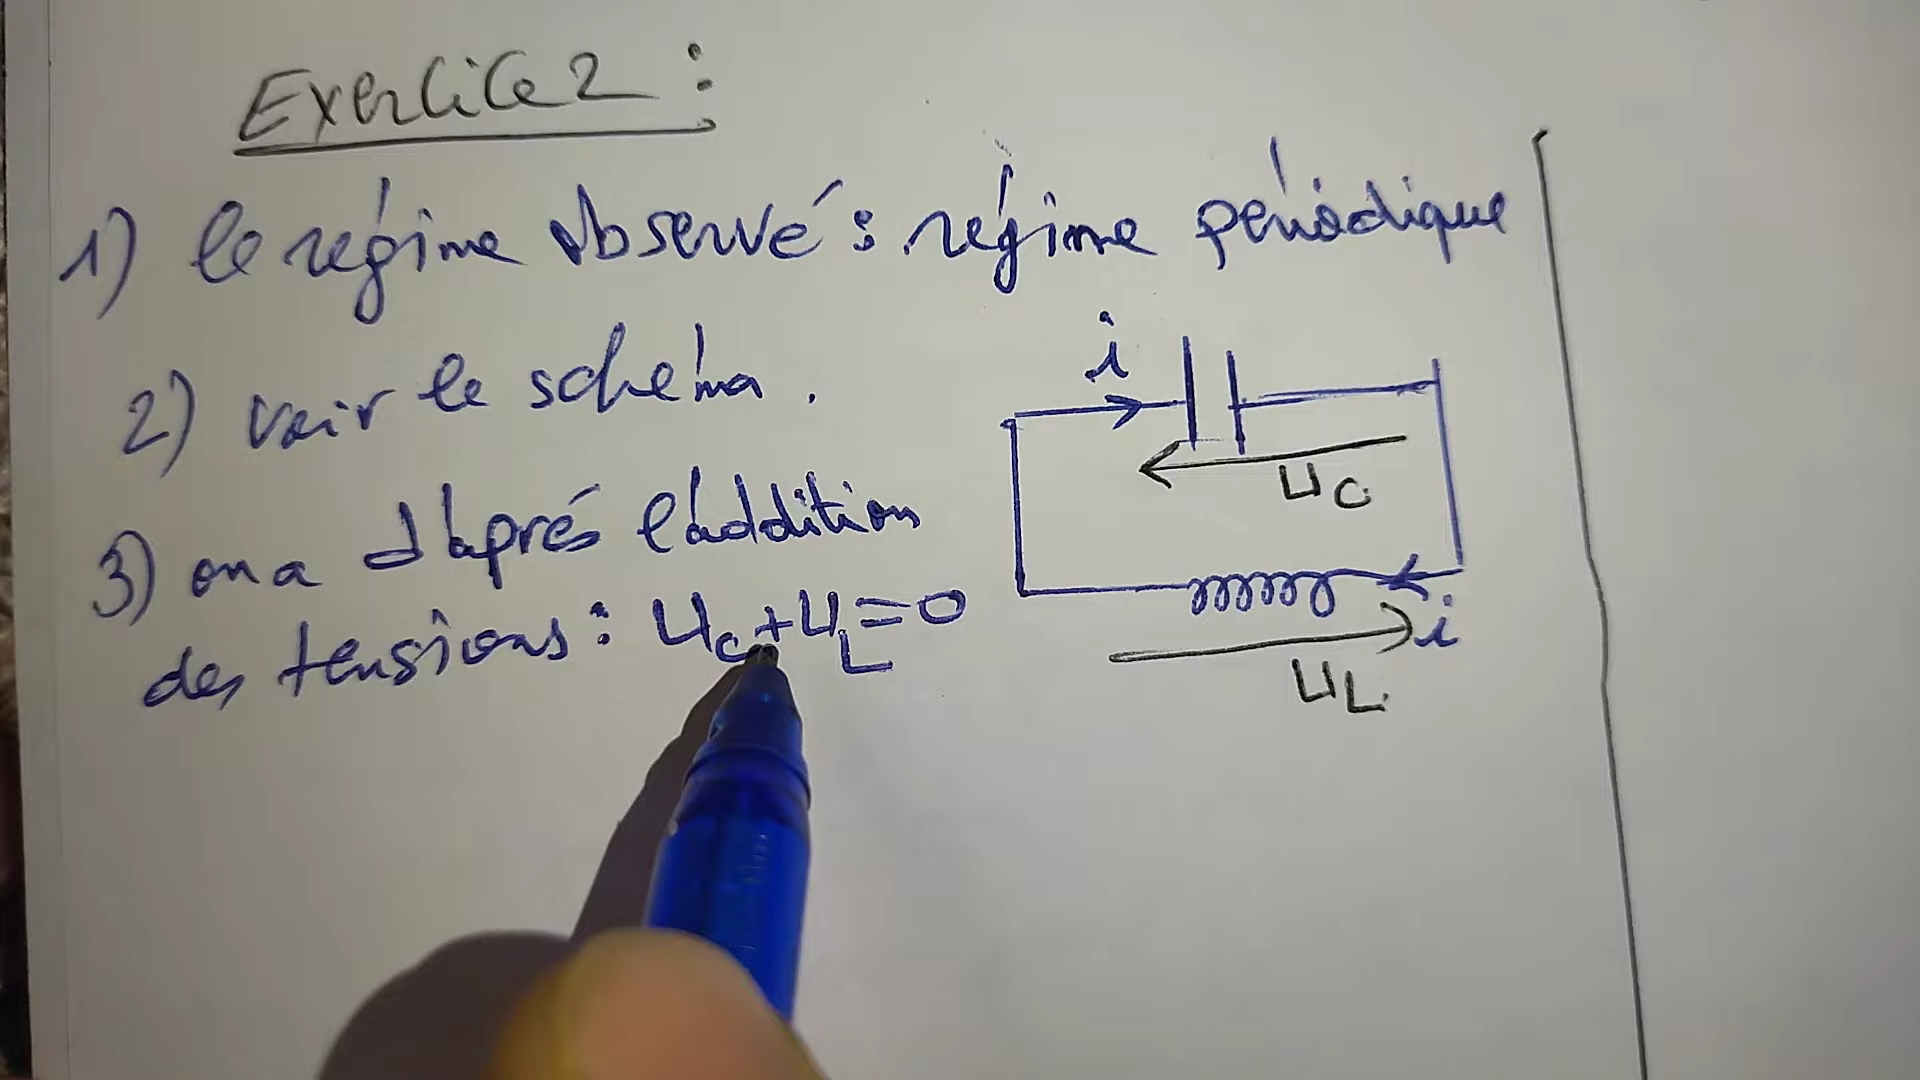 Exercice 2 :
1) le régime observé : régime périodique
2) voir le schéma .
3) on a d'aprés l'addition
des tensions : uc + uL = 0
i
uc
i
uL